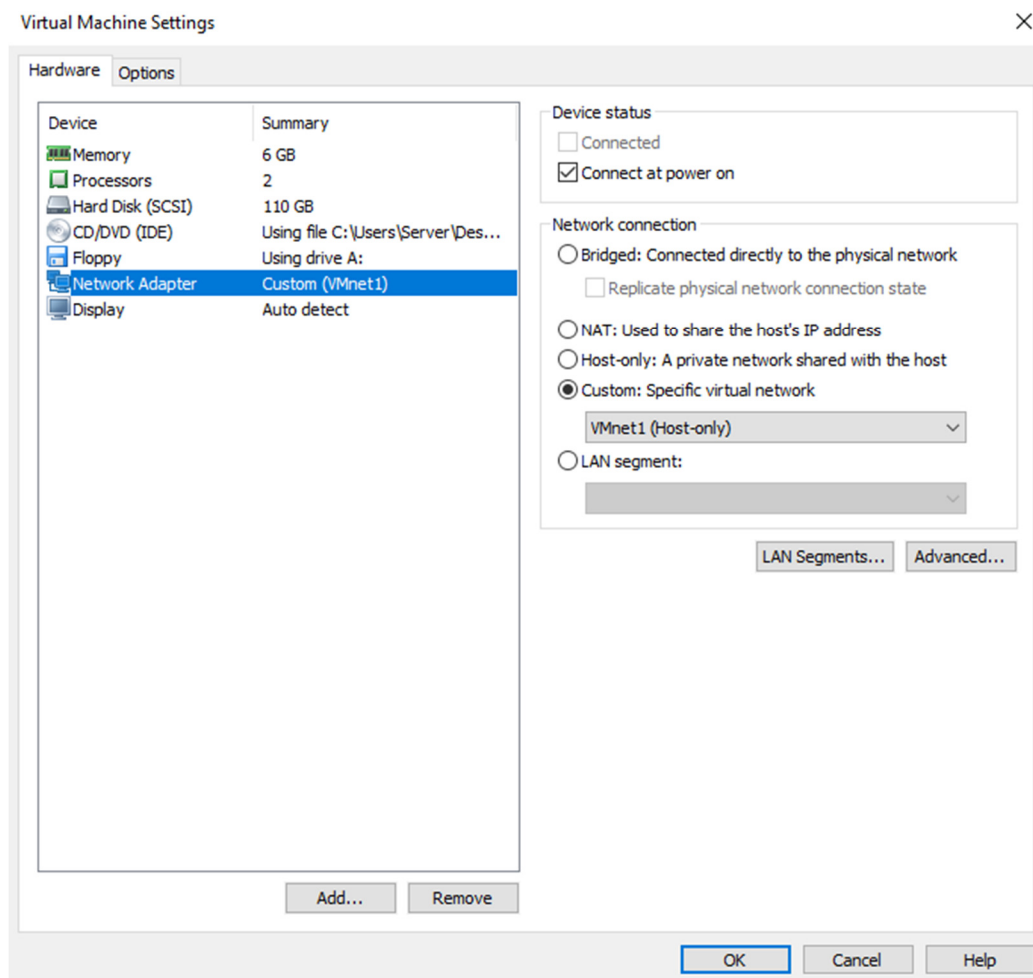 Virtual Machine Settings
Hardware Options
Device Summary
Memory 6 GB
Processors 2
Hard Disk (SCSI) 110 GB
CD/DVD (IDE) Using file C:\Users\Server\Des...
Floppy Using drive A:
Network Adapter Custom (VMnet1)
Display Auto detect
Add... Remove
Device status
Connected
Connect at power on
Network connection
Bridged: Connected directly to the physical network
Replicate physical network connection state
NAT: Used to share the host's IP address
Host-only: A private network shared with the host
Custom: Specific virtual network
VMnet1 (Host-only)
LAN segment:
LAN Segments... Advanced...
OK Cancel Help